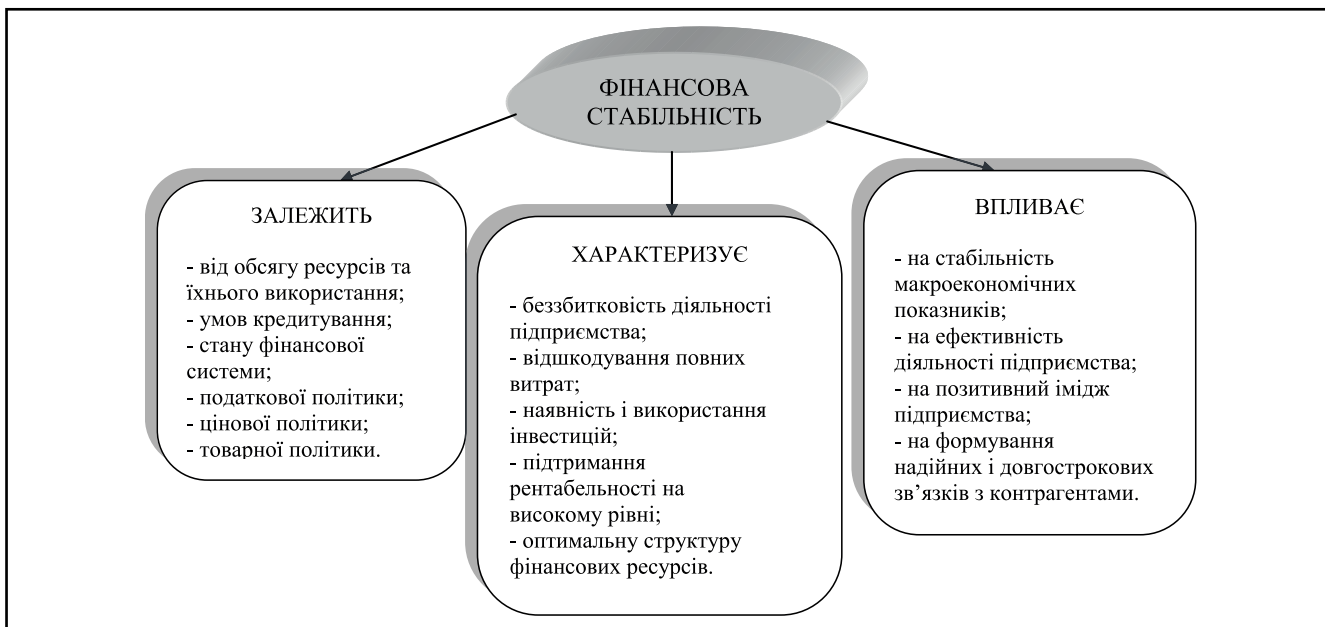 ФІНАНСОВА
СТАБІЛЬНІСТЬ
ЗАЛЕЖИТЬ
- від обсягу ресурсів та
їхнього використання;
- умов кредитування;
- стану фінансової
системи;
- податкової політики;
- цінової політики;
- товарної політики.
ХАРАКТЕРИЗУЄ
- беззбитковість діяльності
підприємства;
- відшкодування повних
витрат;
- наявність і використання
інвестицій;
- підтримання
рентабельності на
високому рівні;
- оптимальну структуру
фінансових ресурсів.
ВПЛИВАЄ
- на стабільність
макроекономічних
показників;
- на ефективність
діяльності підприємства;
- на позитивний імідж
підприємства;
- на формування
надійних і довгострокових
зв’язків з контрагентами.